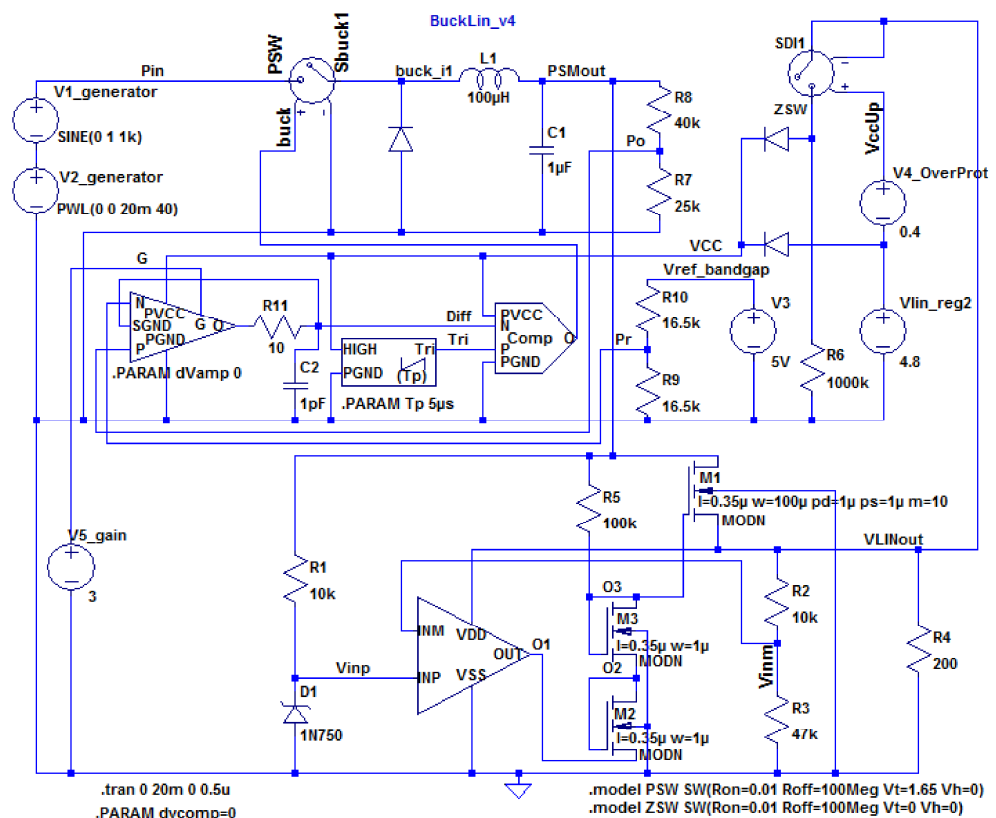 BuckLin_v4
PSW
Sbuck1
SDI1
Pin
buck_i1
L1
PSMout
100µH
V1_generator
SINE(0 1 1k)
+
-
buck
R8
40k
ZSW
VccUp
-
+
C1
1µF
Po
V2_generator
PWL(0 0 20m 40)
R7
25k
V4_OverProt
0.4
VCC
G
Vref_bandgap
N
PVCC
SGND
G
O
P
PGND
R11
10
Diff
Tri
PVCC
N
Comp
O
P
PGND
R10
16.5k
V3
5V
Vlin_reg2
4.8
Pr
HIGH
Tri
PGND
(Tp)
.PARAM dVamp 0
C2
1pF
.PARAM Tp 5µs
R9
16.5k
R6
1000k
M1
l=0.35µ w=100µ pd=1µ ps=1µ m=10
MODN
R5
100k
V5_gain
3
VLINout
R1
10k
R2
10k
INM
VDD
OUT
INP
VSS
O1
O3
M3
l=0.35µ w=1µ
MODN
O2
Vinp
Vinm
R4
200
D1
1N750
M2
l=0.35µ w=1µ
MODN
R3
47k
.tran 0 20m 0 0.5u
.PARAM dvcomp=0
.model PSW SW(Ron=0.01 Roff=100Meg Vt=1.65 Vh=0)
.model ZSW SW(Ron=0.01 Roff=100Meg Vt=0 Vh=0)